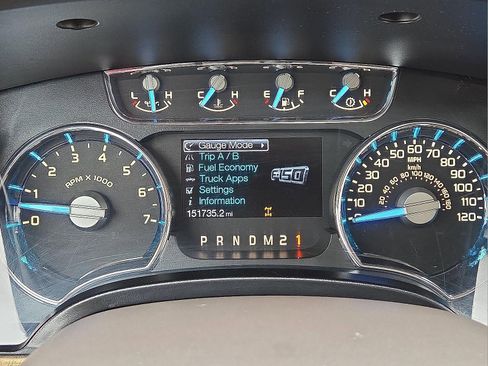 L H C H E F C H
Gauge Mode
Trip A / B
Fuel Economy
Truck Apps
Settings
Information
151735.2 mi
F150
P R N D M 2 1
0 1 2 3 4 5 6 7
RPM X 1000
0 10 20 30 40 50 60 70 80 90 100 110 120
MPH
km/h